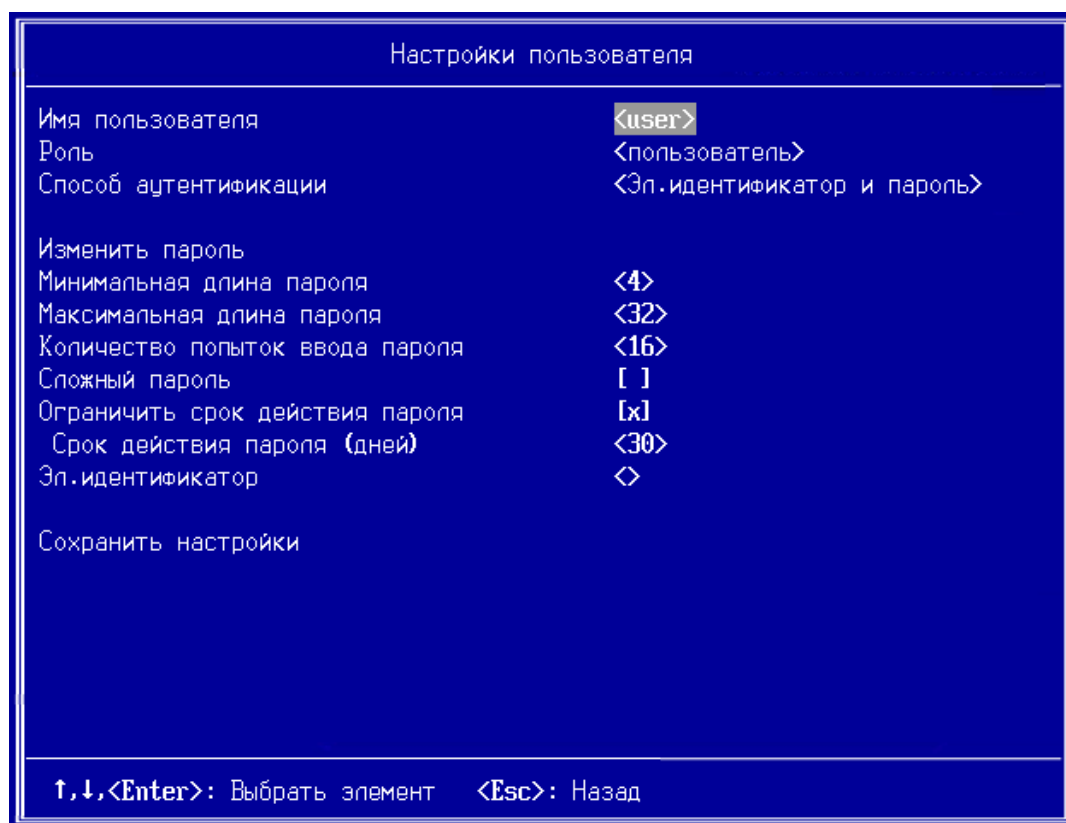 Настройки пользователя
Имя пользователя <user>
Роль <пользователь>
Способ аутентификации <Эл.идентификатор и пароль>
Изменить пароль
Минимальная длина пароля <4>
Максимальная длина пароля <32>
Количество попыток ввода пароля <16>
Сложный пароль [ ]
Ограничить срок действия пароля [x]
Срок действия пароля (дней) <30>
Эл.идентификатор <>
Сохранить настройки
↑,↓,<Enter>: Выбрать элемент <Esc>: Назад